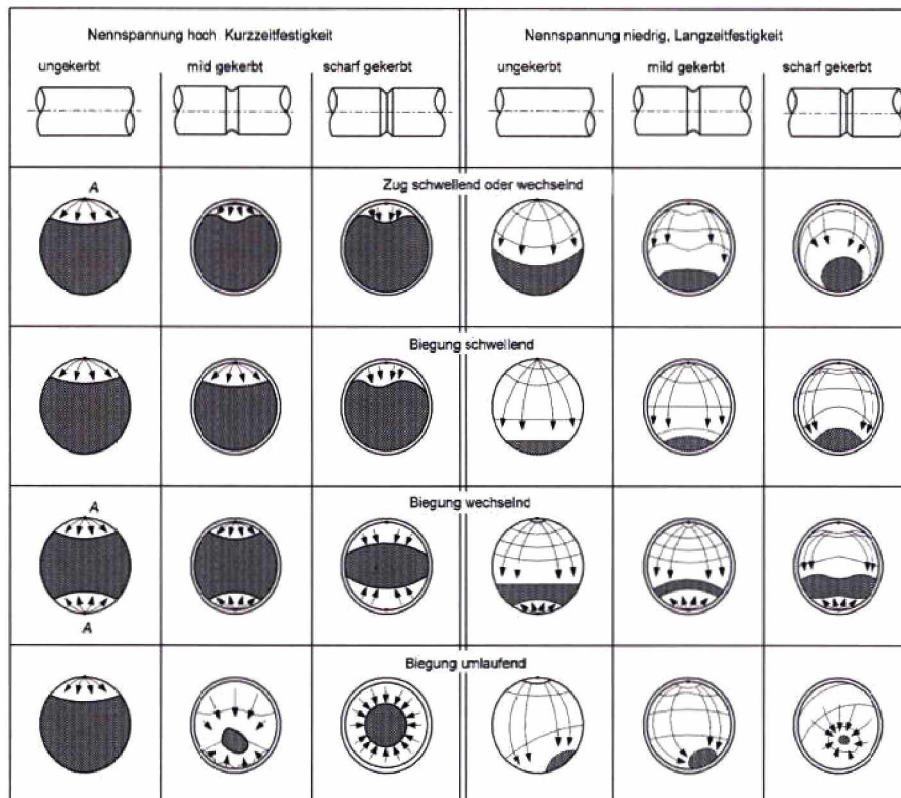 Nennspannung hoch. Kurzzeitfestigkeit
Nennspannung niedrig, Langzeitfestigkeit
ungekerbt
mild gekerbt
scharf gekerbt
ungekerbt
mild gekerbt
scharf gekerbt
Zug schwellend oder wechselnd
A
Biegung schwellend
Biegung wechselnd
A
A
Biegung umlaufend